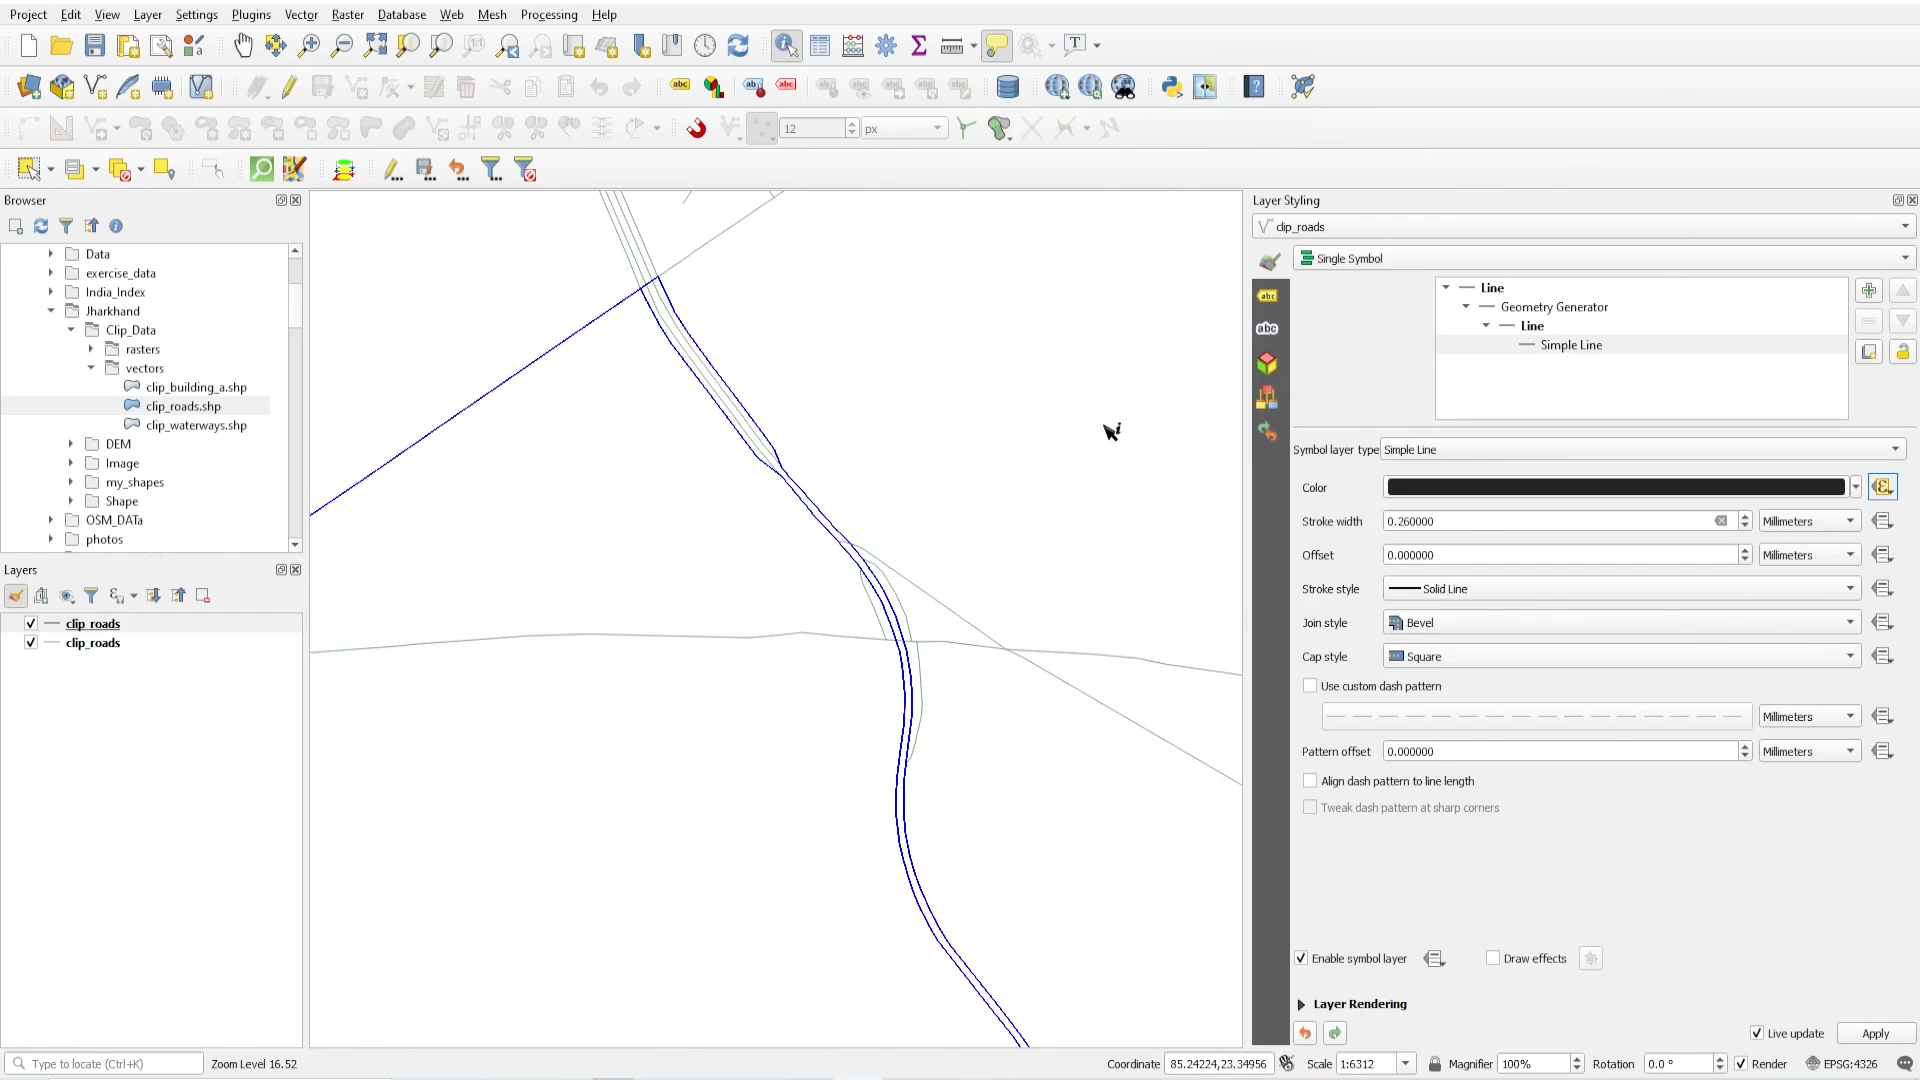 Project Edit View Layer Settings Plugins Vector Raster Database Web Mesh Processing Help
12 px
Browser
Data
exercise_data
India_Index
Jharkhand
Clip_Data
rasters
vectors
clip_building_a.shp
clip_roads.shp
clip_waterways.shp
DEM
Image
my_shapes
Shape
OSM_DATa
photos
Layers
clip_roads
clip_roads
Layer Styling
clip_roads
Single Symbol
Line
Geometry Generator
Line
Simple Line
Symbol layer type Simple Line
Color
Stroke width 0.260000 Millimeters
Offset 0.000000 Millimeters
Stroke style Solid Line
Join style Bevel
Cap style Square
Use custom dash pattern
Millimeters
Pattern offset 0.000000 Millimeters
Align dash pattern to line length
Tweak dash pattern at sharp corners
Enable symbol layer Draw effects
Layer Rendering
Live update Apply
Type to locate (Ctrl+K) Zoom Level 16.52 Coordinate 85.24224,23.34956 Scale 1:6312 Magnifier 100% Rotation 0.0 ° Render EPSG:4326